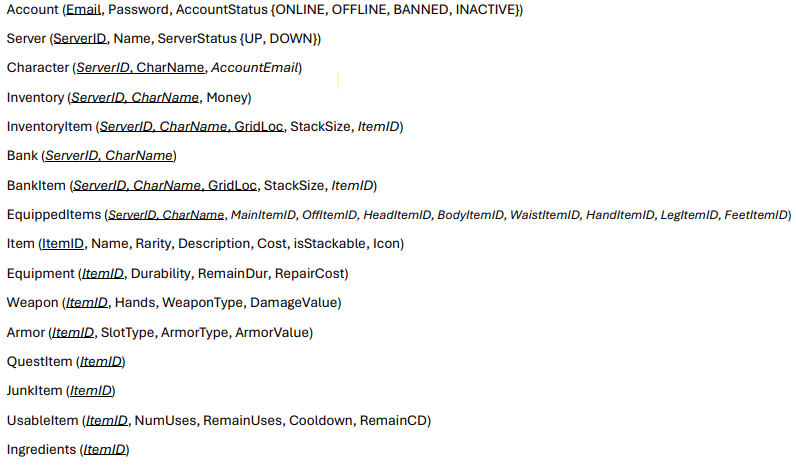 Account (Email, Password, AccountStatus {ONLINE, OFFLINE, BANNED, INACTIVE})
Server (ServerID, Name, ServerStatus {UP, DOWN})
Character (ServerID, CharName, AccountEmail)
Inventory (ServerID, CharName, Money)
InventoryItem (ServerID, CharName, GridLoc, StackSize, ItemID)
Bank (ServerID, CharName)
BankItem (ServerID, CharName, GridLoc, StackSize, ItemID)
EquippedItems (ServerID, CharName, MainItemID, OffItemID, HeadItemID, BodyItemID, WaistItemID, HandItemID, LegItemID, FeetItemID)
Item (ItemID, Name, Rarity, Description, Cost, isStackable, Icon)
Equipment (ItemID, Durability, RemainDur, RepairCost)
Weapon (ItemID, Hands, WeaponType, DamageValue)
Armor (ItemID, SlotType, ArmorType, ArmorValue)
QuestItem (ItemID)
JunkItem (ItemID)
UsableItem (ItemID, NumUses, RemainUses, Cooldown, RemainCD)
Ingredients (ItemID)